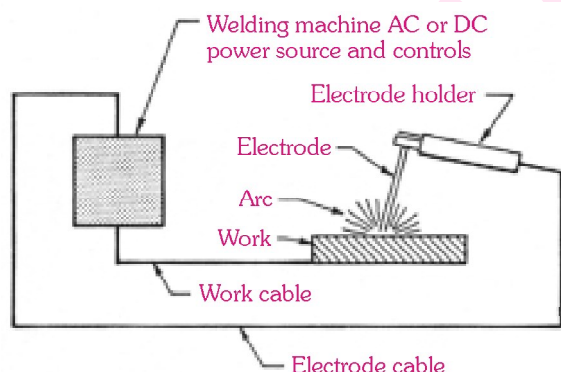 Welding machine AC or DC
power source and controls
Electrode holder
Electrode
Arc
Work
Work cable
Electrode cable